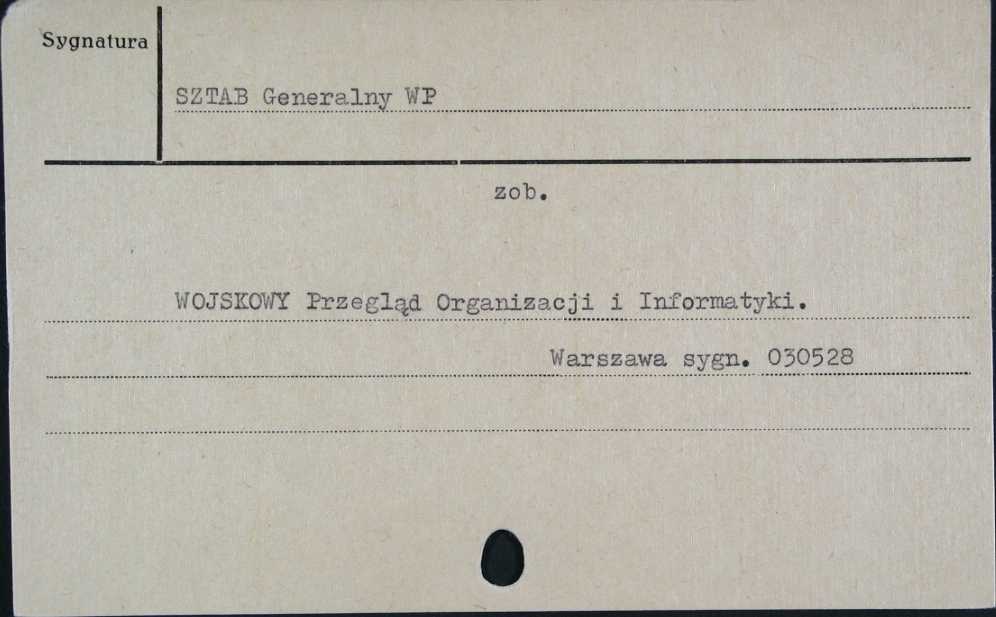 Sygnatura
SZTAB Generalny WP
zob.
WOJSKOWY Przegląd Organizacji i Informatyki.
Warszawa sygn. 030528